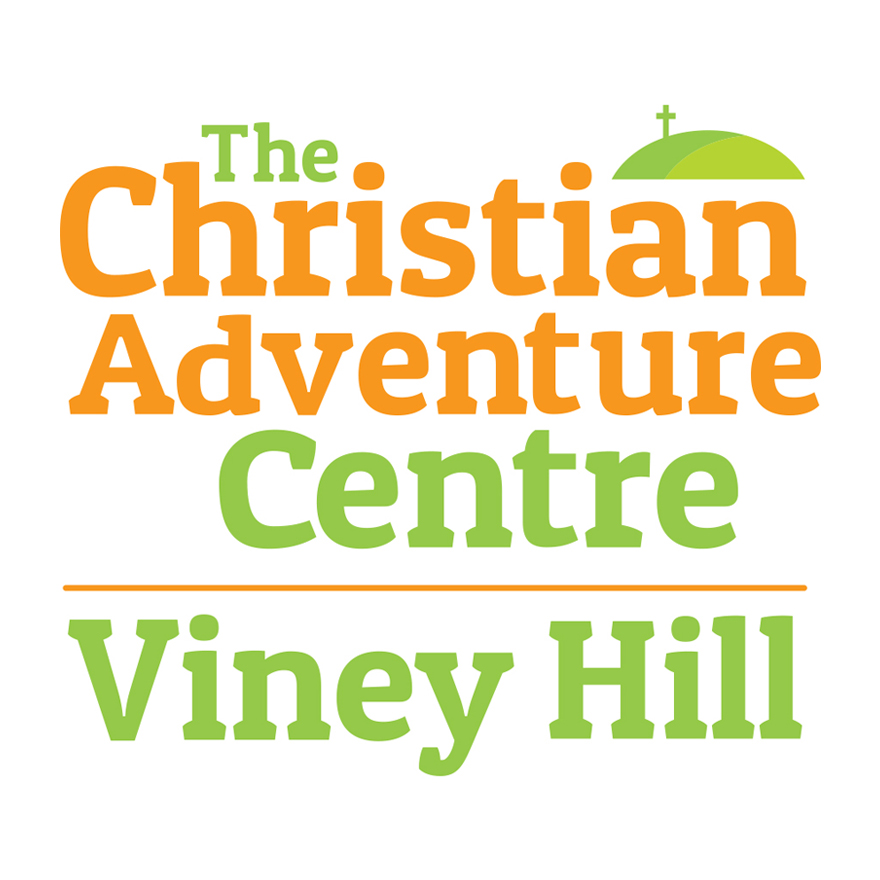 The
Christian
Adventure
Centre
Viney Hill